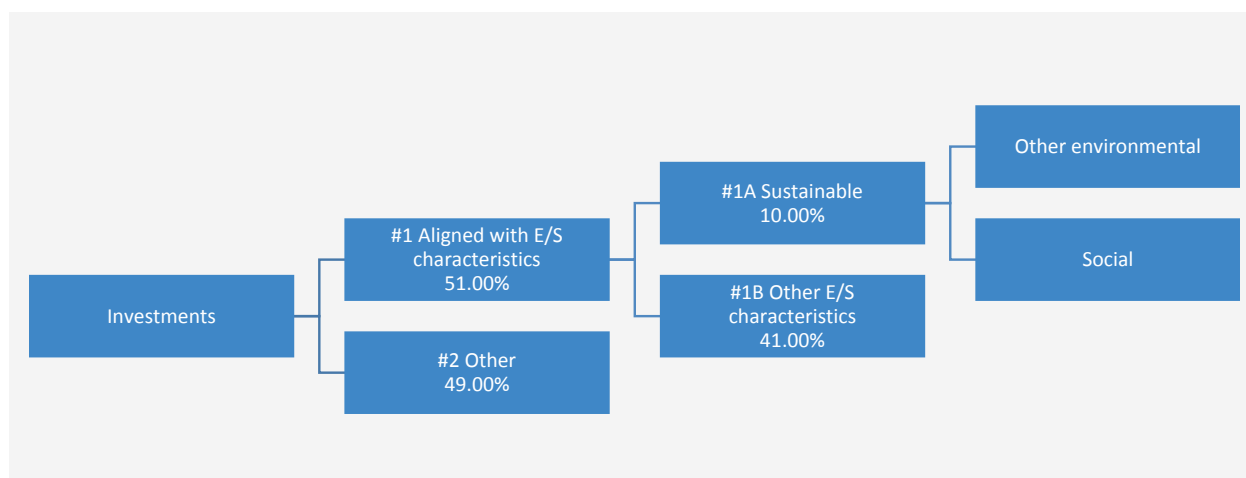 Investments
#1 Aligned with E/S
characteristics
51.00%
#2 Other
49.00%
#1A Sustainable
10.00%
#1B Other E/S
characteristics
41.00%
Other environmental
Social